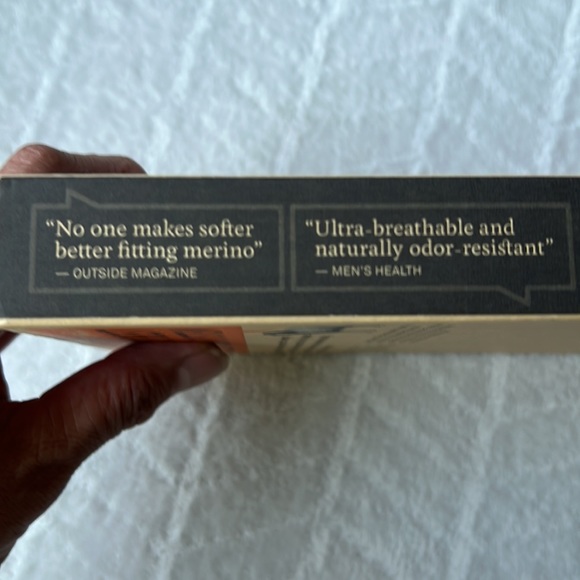 “No one makes softer
better fitting merino”
— OUTSIDE MAGAZINE
“Ultra-breathable and
naturally odor-resistant”
— MEN'S HEALTH